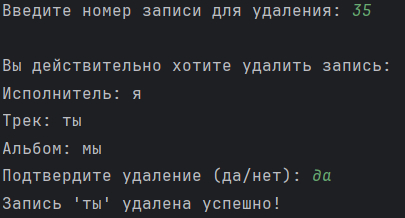 Введите номер записи для удаления: 35
Вы действительно хотите удалить запись:
Исполнитель: я
Трек: ты
Альбом: мы
Подтвердите удаление (да/нет): да
Запись 'ты' удалена успешно!